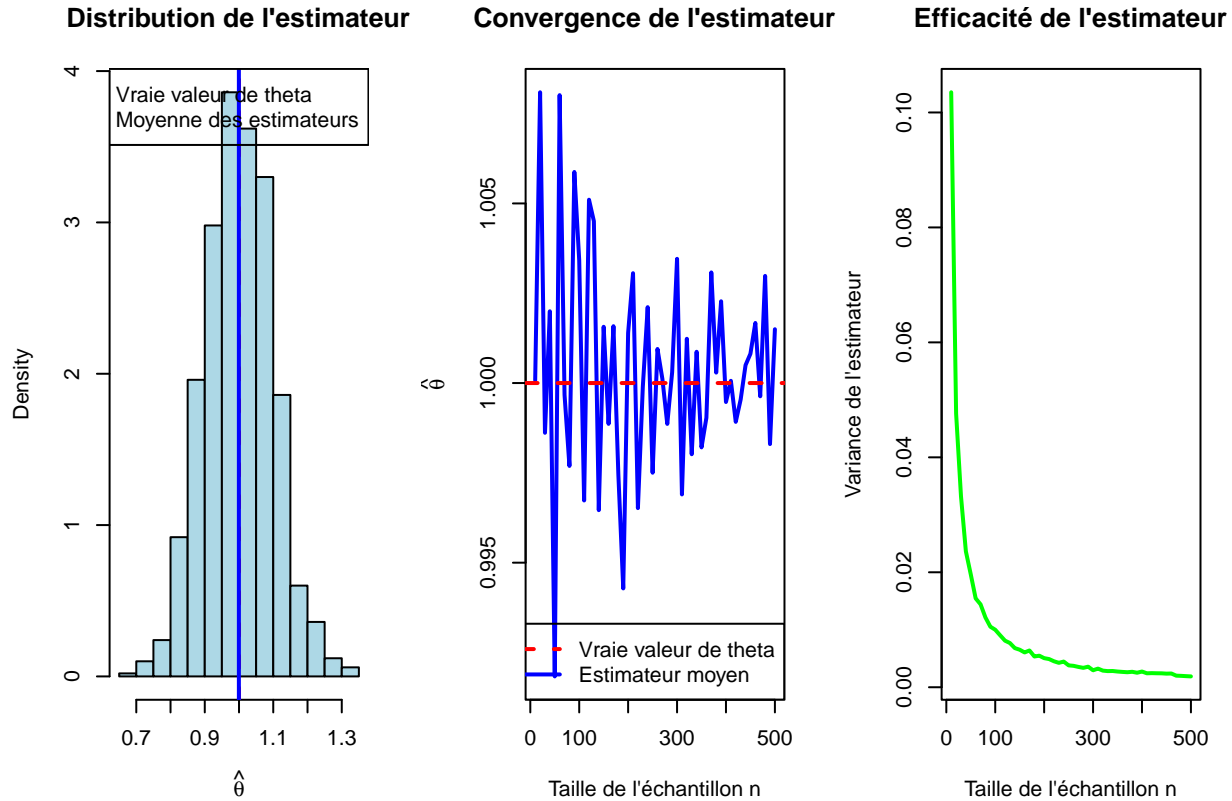 Distribution de l'estimateur
Vraie valeur de theta
Moyenne des estimateurs
Density
0
1
2
3
4
0.7
0.9
1.1
1.3
θ̂
Convergence de l'estimateur
θ̂
0.995
1.000
1.005
Vraie valeur de theta
Estimateur moyen
0
100
300
500
Taille de l'échantillon n
Efficacité de l'estimateur
Variance de l'estimateur
0.00
0.02
0.04
0.06
0.08
0.10
0
100
300
500
Taille de l'échantillon n